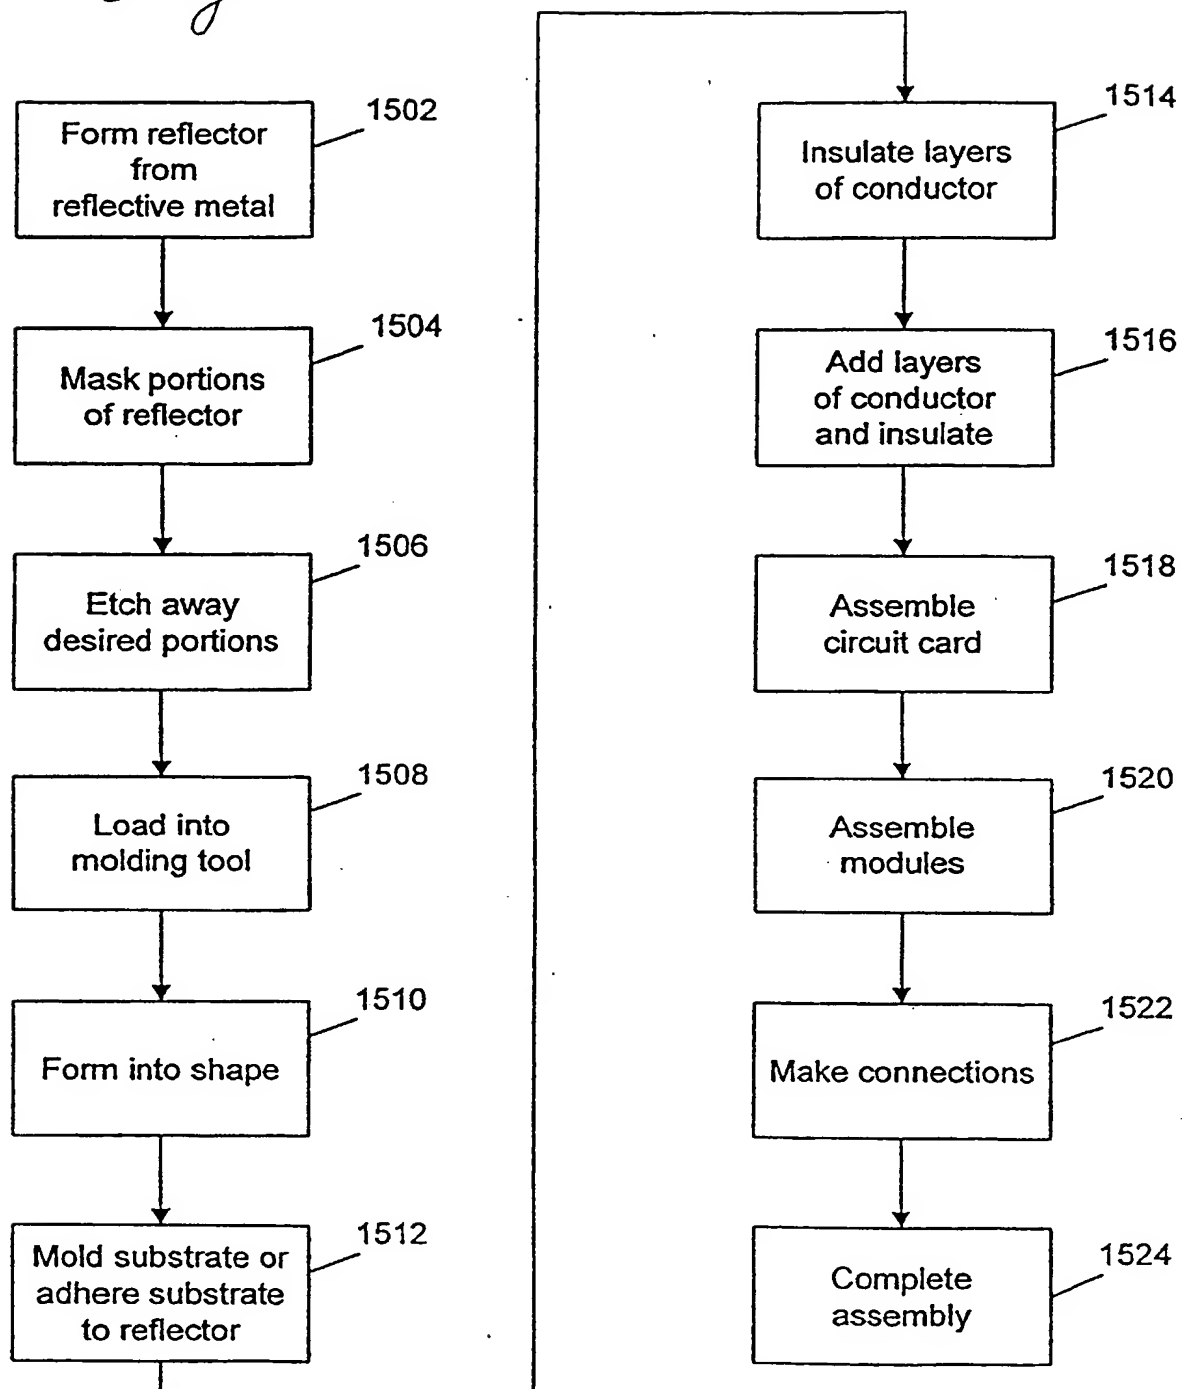 1502
Form reflector
from
reflective metal
1504
Mask portions
of reflector
1506
Etch away
desired portions
1508
Load into
molding tool
1510
Form into shape
1512
Mold substrate or
adhere substrate
to reflector
1514
Insulate layers
of conductor
1516
Add layers
of conductor
and insulate
1518
Assemble
circuit card
1520
Assemble
modules
1522
Make connections
1524
Complete
assembly